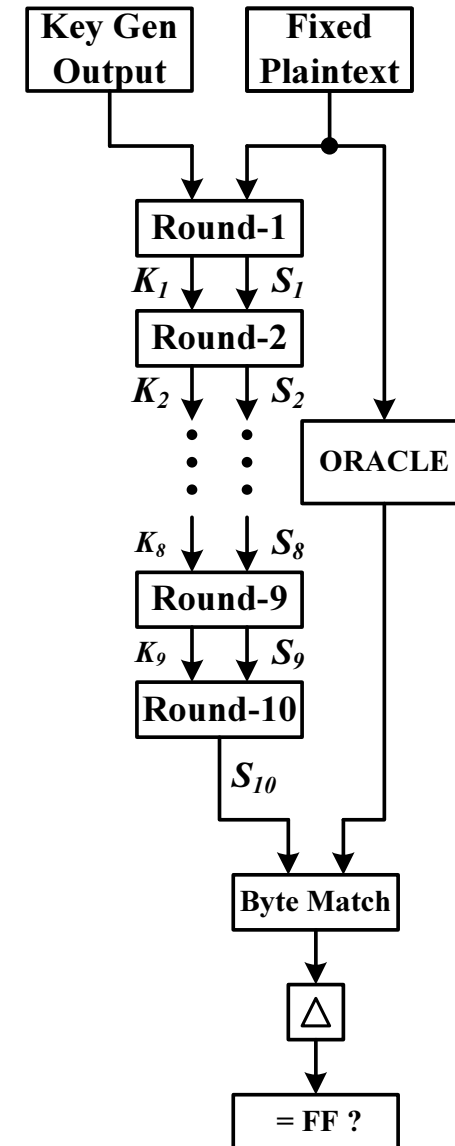 Key Gen
Output
Fixed
Plaintext
Round-1
K1 S1
Round-2
K2 S2
ORACLE
K8 S8
Round-9
K9 S9
Round-10
S10
Byte Match
△
= FF ?